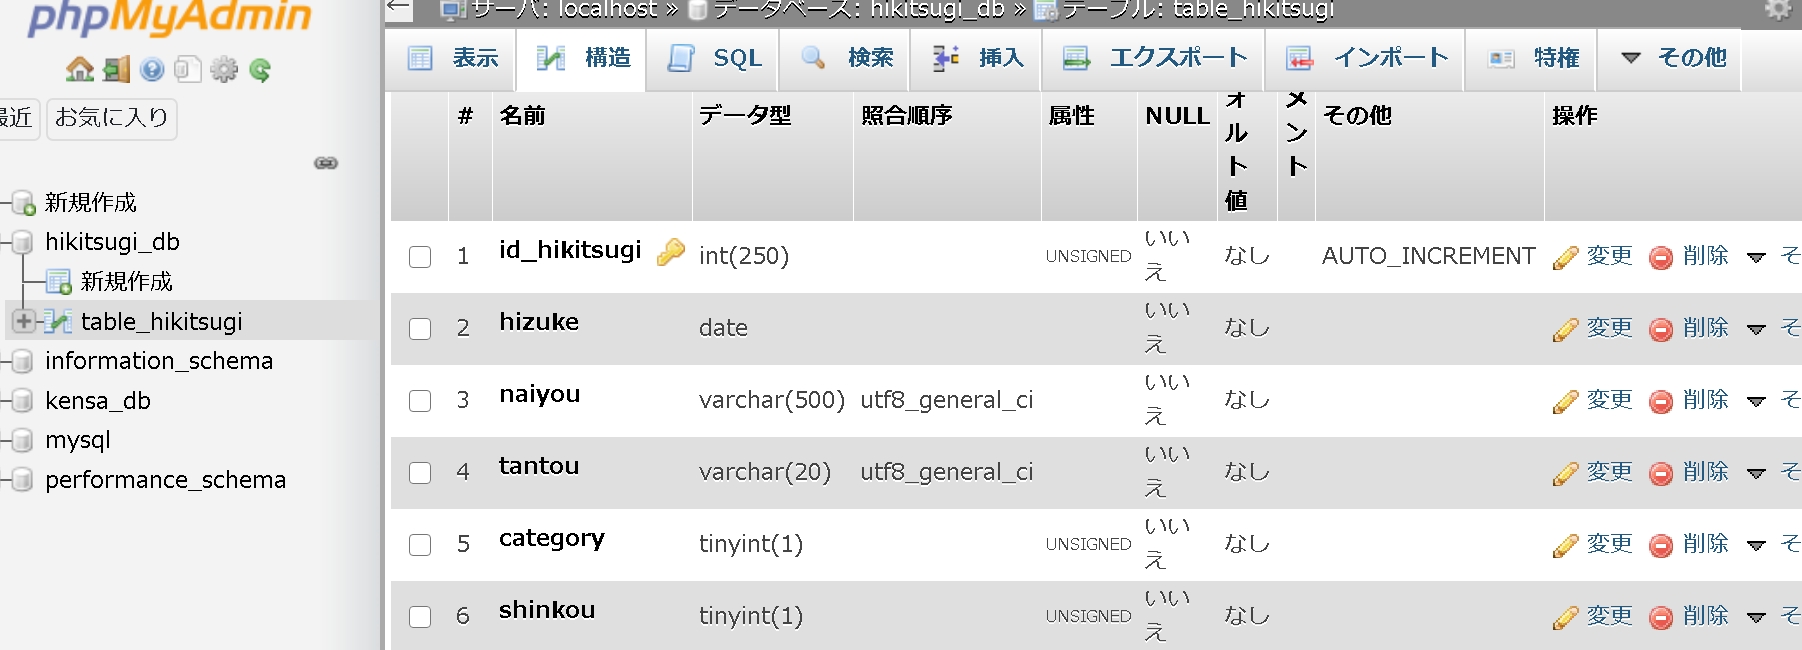 phpMyAdmin
最近 お気に入り
新規作成
hikitsugi_db
新規作成
table_hikitsugi
information_schema
kensa_db
mysql
performance_schema
サーバ: localhost » データベース: hikitsugi_db » テーブル: table_hikitsugi
表示 構造 SQL 検索 挿入 エクスポート インポート 特権 その他
# 名前 データ型 照合順序 属性 NULL ォルト値 メント その他 操作
1 id_hikitsugi int(250) UNSIGNED いいえ なし AUTO_INCREMENT 変更 削除 そ
2 hizuke date いいえ なし 変更 削除 そ
3 naiyou varchar(500) utf8_general_ci いいえ なし 変更 削除 そ
4 tantou varchar(20) utf8_general_ci いいえ なし 変更 削除 そ
5 category tinyint(1) UNSIGNED いいえ なし 変更 削除 そ
6 shinkou tinyint(1) UNSIGNED いいえ なし 変更 削除 そ